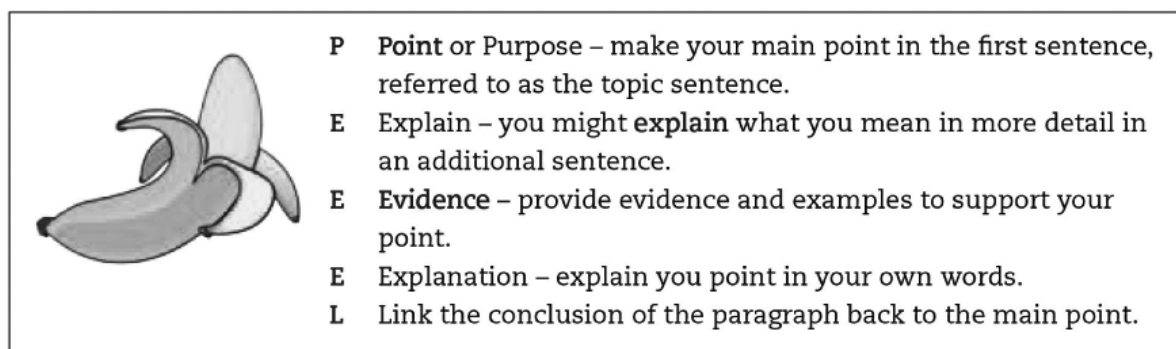 P Point or Purpose – make your main point in the first sentence,
referred to as the topic sentence.
E Explain – you might explain what you mean in more detail in
an additional sentence.
E Evidence – provide evidence and examples to support your
point.
E Explanation – explain you point in your own words.
L Link the conclusion of the paragraph back to the main point.